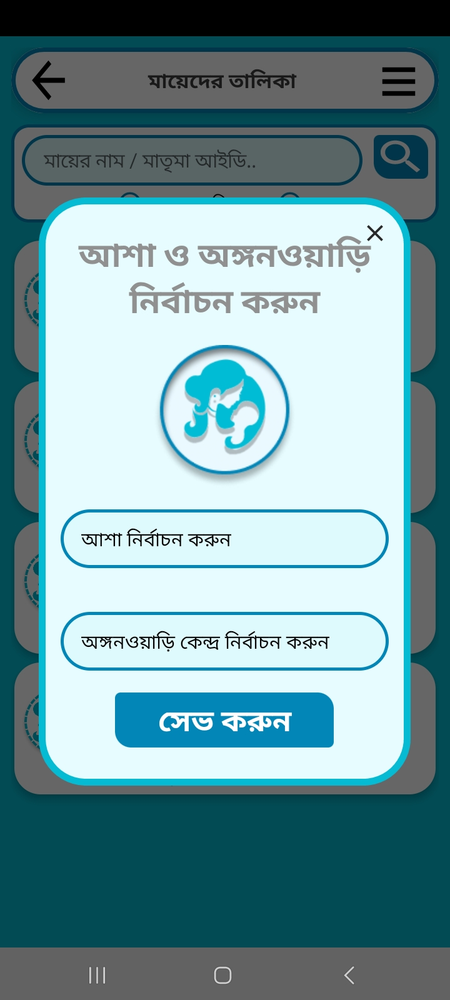 মায়েদের তালিকা
মায়ের নাম / মাতৃমা আইডি..
আশা ও অঙ্গনওয়াড়ি
নির্বাচন করুন
আশা নির্বাচন করুন
অঙ্গনওয়াড়ি কেন্দ্র নির্বাচন করুন
সেভ করুন